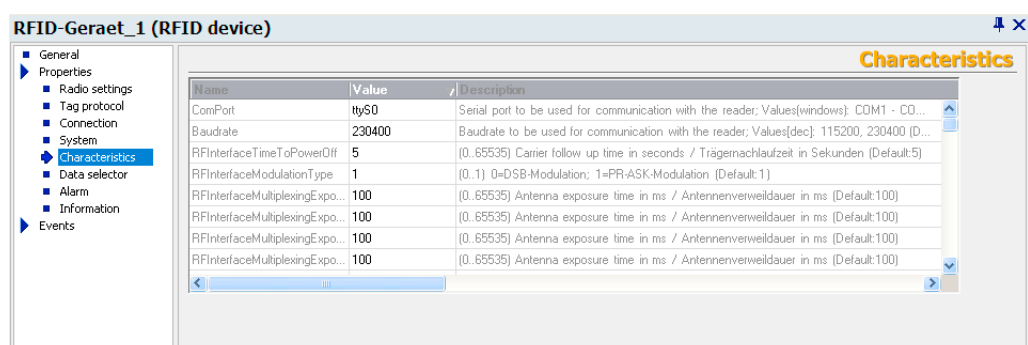 RFID-Geraet_1 (RFID device)
General
Properties
Radio settings
Tag protocol
Connection
System
Characteristics
Data selector
Alarm
Information
Events
Characteristics
Name Value / Description
ComPort ttyS0 Serial port to be used for communication with the reader; Values(windows): COM1 - CO...
Baudrate 230400 Baudrate to be used for communication with the reader; Values[dec]: 115200, 230400 (D...
RFInterfaceTimeToPowerOff 5 (0..65535) Carrier follow up time in seconds / Trägernachlaufzeit in Sekunden (Default:5)
RFInterfaceModulationType 1 (0..1) 0=DSB-Modulation; 1=PR-ASK-Modulation (Default:1)
RFInterfaceMultiplexingExpo... 100 (0..65535) Antenna exposure time in ms / Antennenverweildauer in ms (Default:100)
RFInterfaceMultiplexingExpo... 100 (0..65535) Antenna exposure time in ms / Antennenverweildauer in ms (Default:100)
RFInterfaceMultiplexingExpo... 100 (0..65535) Antenna exposure time in ms / Antennenverweildauer in ms (Default:100)
RFInterfaceMultiplexingExpo... 100 (0..65535) Antenna exposure time in ms / Antennenverweildauer in ms (Default:100)